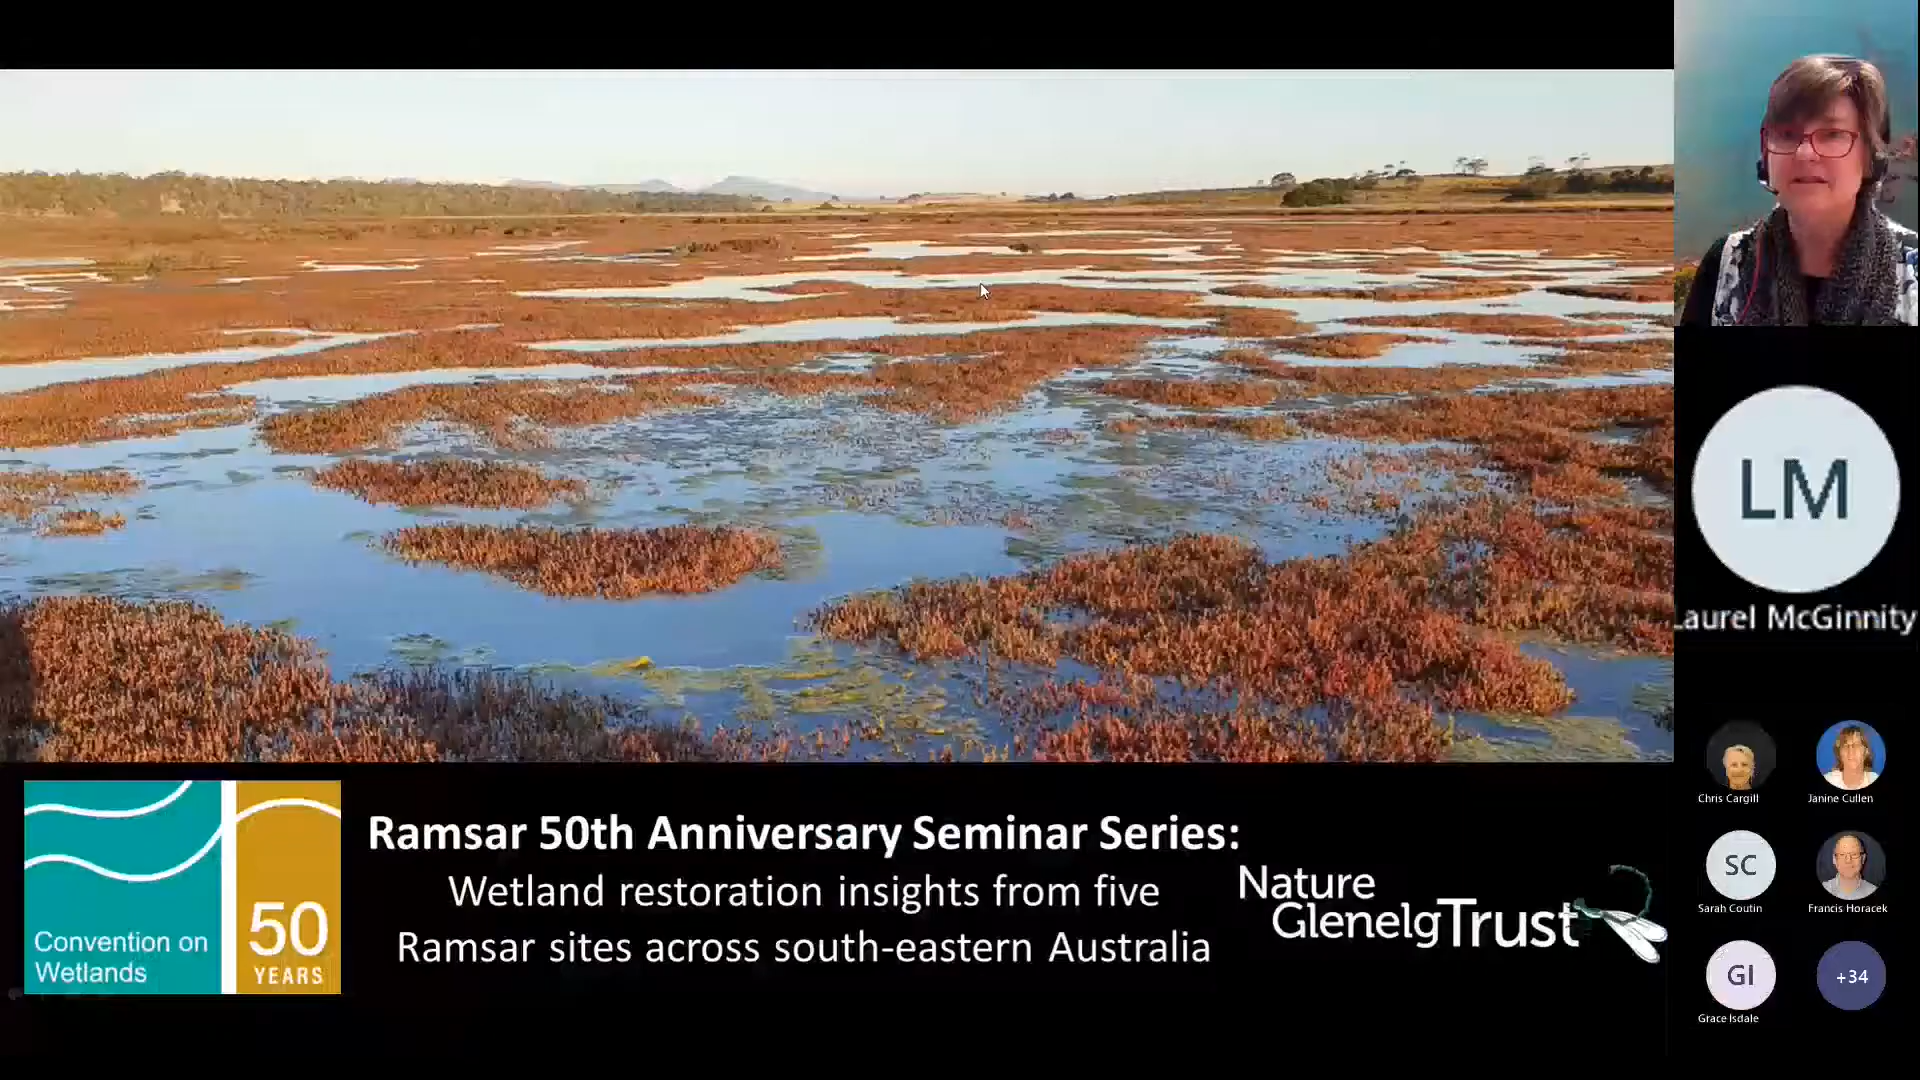 Ramsar 50th Anniversary Seminar Series:
Wetland restoration insights from five
Ramsar sites across south-eastern Australia
Convention on
Wetlands
50
YEARS
Nature
GlenelgTrust
LM
Laurel McGinnity
Chris Cargill
Janine Cullen
SC
Sarah Coutin
Francis Horacek
GI
Grace Isdale
+34